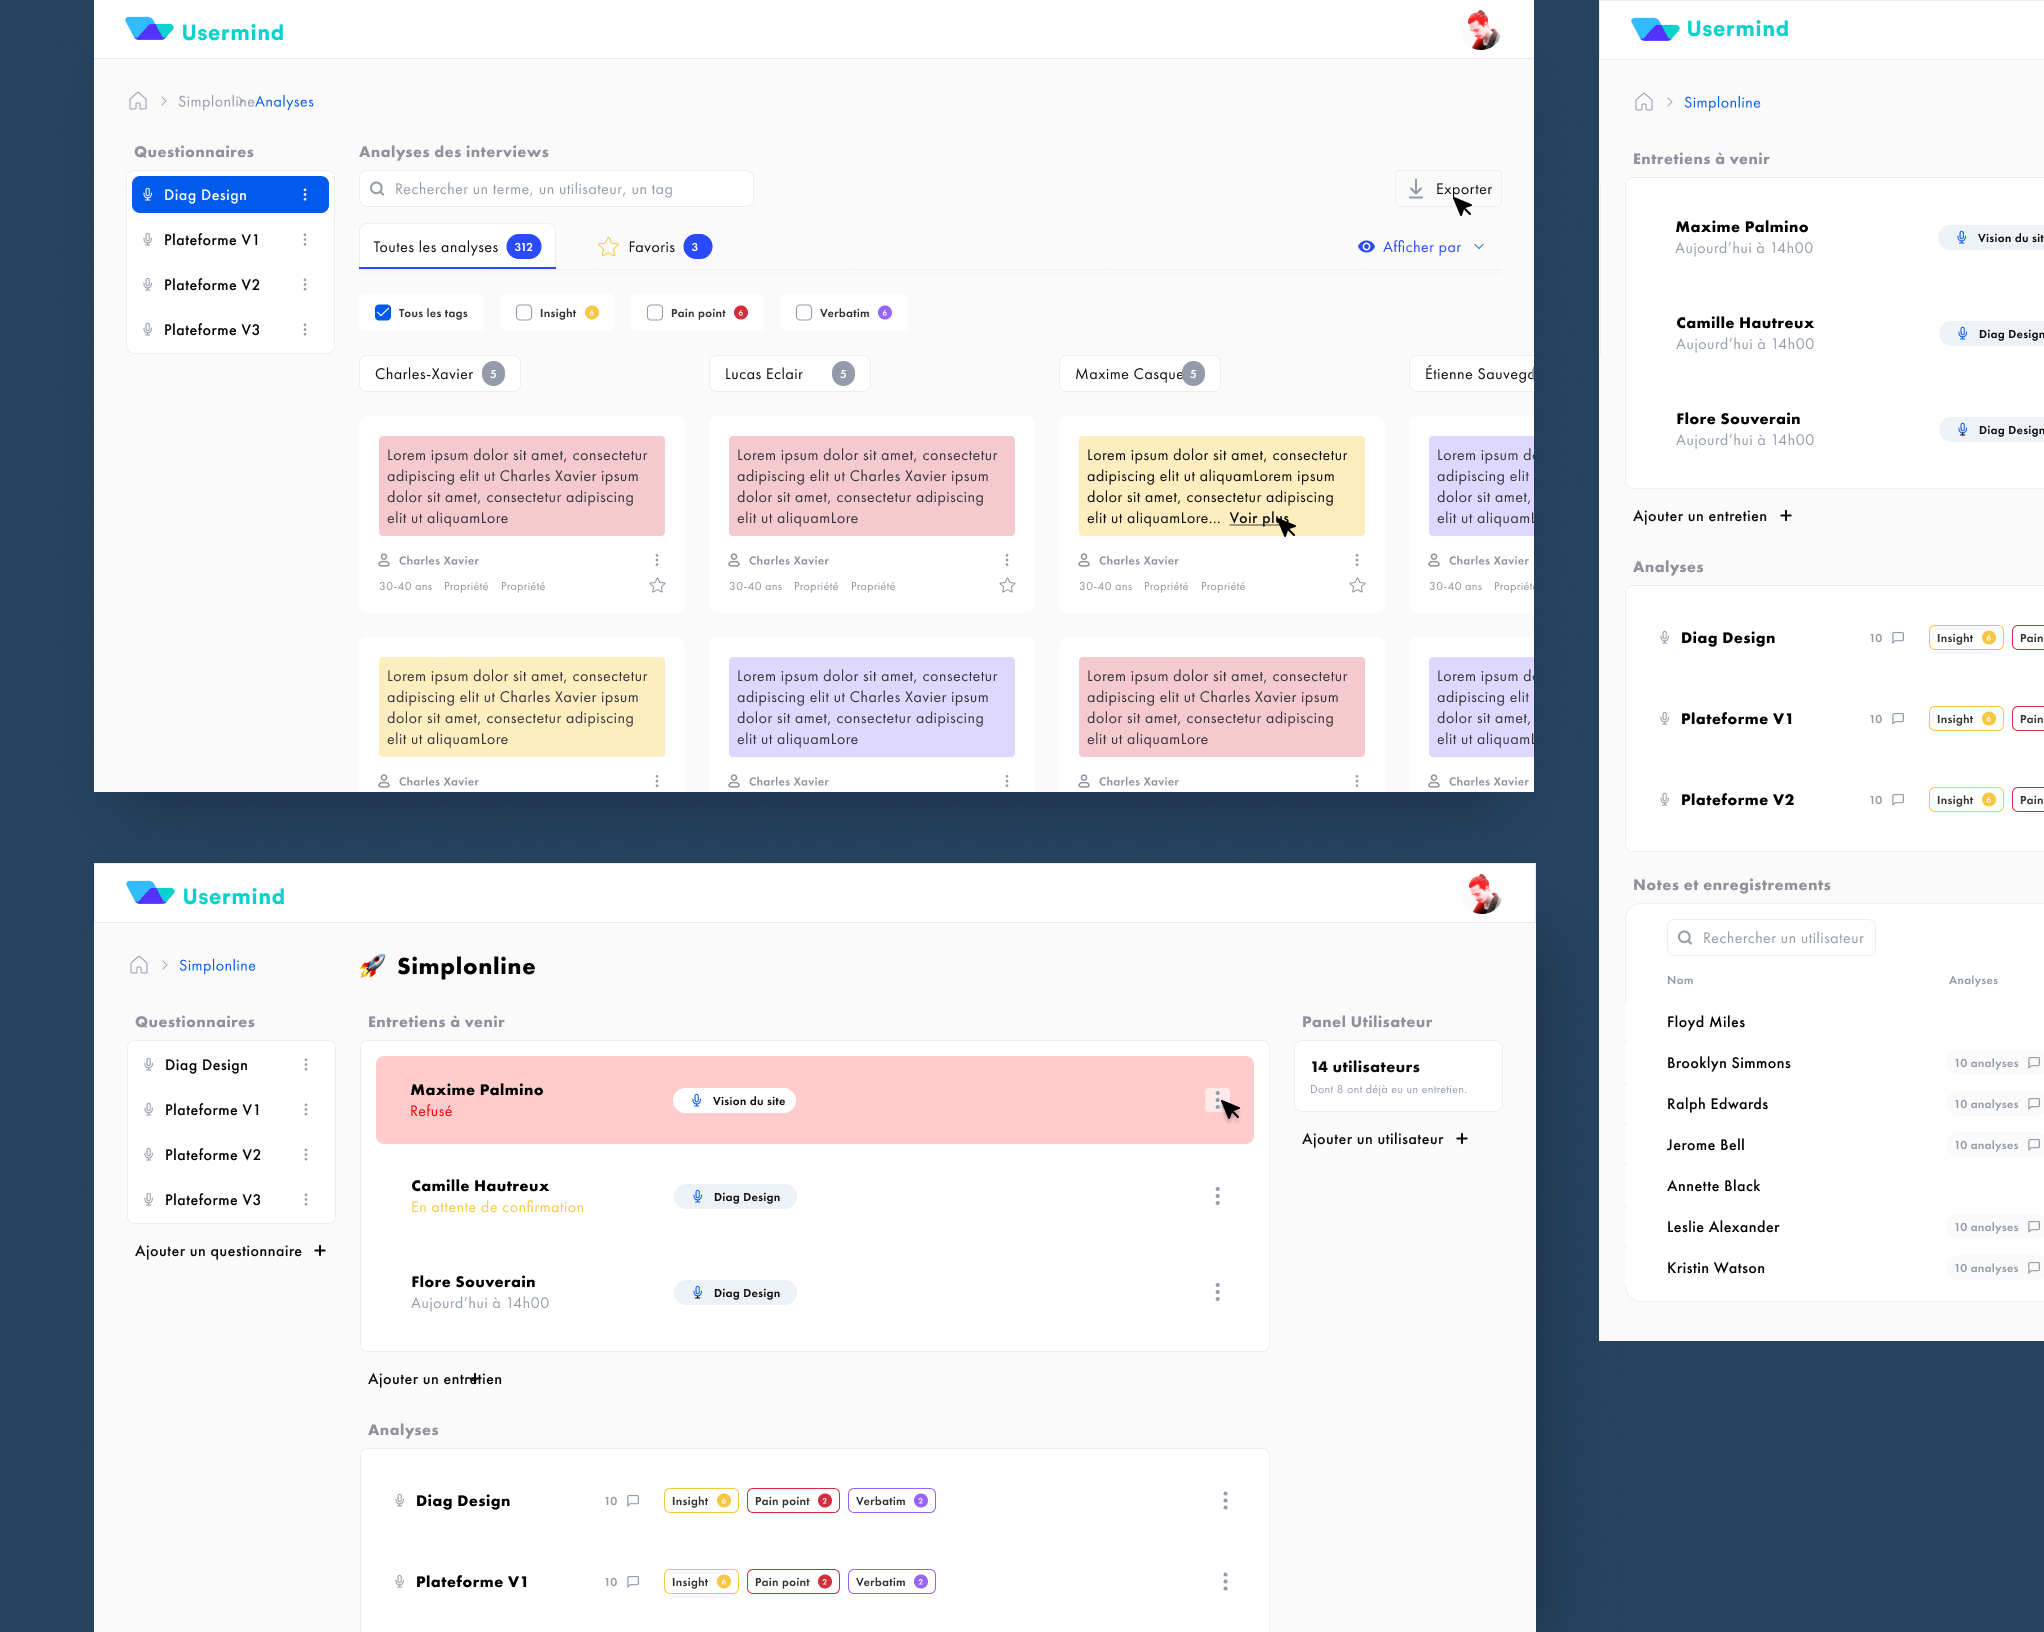 Usermind
Simplonline
Analyses
Questionnaires
Diag Design
Plateforme V1
Plateforme V2
Plateforme V3
Analyses des interviews
Rechercher un terme, un utilisateur, un tag
Exporter
Toutes les analyses 312
Favoris 3
Afficher par
Tous les tags
Insight 6
Pain point 6
Verbatim 6
Charles-Xavier 5
Lucas Eclair 5
Maxime Casque 5
Étienne
Lorem ipsum dolor sit amet, consectetur
adipiscing elit ut Charles Xavier ipsum
dolor sit amet, consectetur adipiscing
elit ut aliquamLore
Charles Xavier
30-40 ans Propriété Propriété
Lorem ipsum dolor sit amet, consectetur
adipiscing elit ut Charles Xavier ipsum
dolor sit amet, consectetur adipiscing
elit ut aliquamLore
Charles Xavier
30-40 ans Propriété Propriété
Lorem ipsum dolor sit amet, consectetur
adipiscing elit ut aliquamLorem ipsum
dolor sit amet, consectetur adipiscing
elit ut aliquamLore... Voir plus
Charles Xavier
30-40 ans Propriété Propriété
Lorem ipsum
adipiscing elit
dolor sit amet,
elit ut
Charles Xavier
30-40 ans
Lorem ipsum dolor sit amet, consectetur
adipiscing elit ut Charles Xavier ipsum
dolor sit amet, consectetur adipiscing
elit ut aliquamLore
Charles Xavier
Lorem ipsum dolor sit amet, consectetur
adipiscing elit ut Charles Xavier ipsum
dolor sit amet, consectetur adipiscing
elit ut aliquamLore
Charles Xavier
Lorem ipsum dolor sit amet, consectetur
adipiscing elit ut Charles Xavier ipsum
dolor sit amet, consectetur adipiscing
elit ut aliquamLore
Charles Xavier
Lorem ipsum
adipiscing elit
dolor sit amet,
elit ut
Charles Xavier
Usermind
Simplonline
Simplonline
Questionnaires
Diag Design
Plateforme V1
Plateforme V2
Plateforme V3
Ajouter un questionnaire +
Entretiens à venir
Maxime Palmino
Refusé
Vision du site
Camille Hautreux
En attente de confirmation
Diag Design
Flore Souverain
Aujourd'hui à 14h00
Diag Design
Ajouter un entretien +
Panel Utilisateur
14 utilisateurs
Dont 8 ont déjà eu un entretien.
Ajouter un utilisateur +
Analyses
Diag Design 10 Insight 6 Pain point 2 Verbatim 2
Plateforme V1 10 Insight 6 Pain point 2 Verbatim 2
Usermind
Simplonline
Entretiens à venir
Maxime Palmino
Aujourd'hui à 14h00
Vision du
Camille Hautreux
Aujourd'hui à 14h00
Diag Design
Flore Souverain
Aujourd'hui à 14h00
Diag Design
Ajouter un entretien +
Analyses
Diag Design 10 Insight 6 Pain
Plateforme V1 10 Insight 6 Pain
Plateforme V2 10 Insight 6 Pain
Notes et enregistrements
Rechercher un utilisateur
Nom Analyses
Floyd Miles
Brooklyn Simmons 10 analyses
Ralph Edwards 10 analyses
Jerome Bell 10 analyses
Annette Black
Leslie Alexander 10 analyses
Kristin Watson 10 analyses